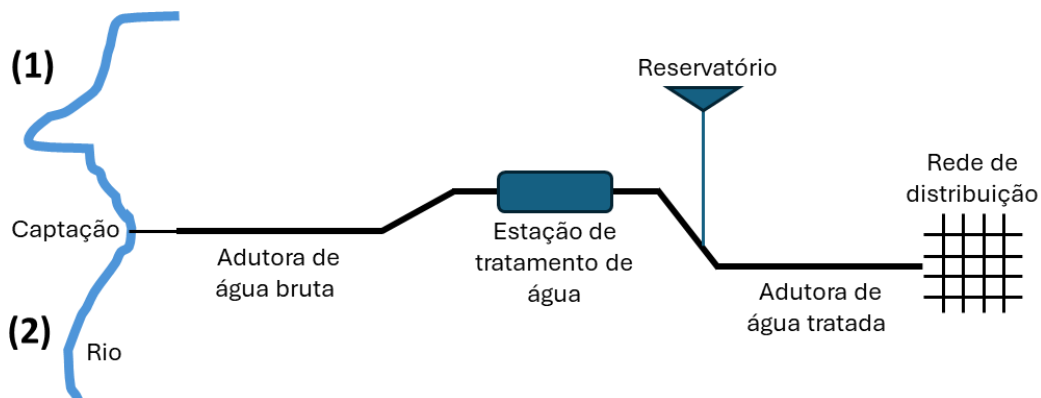 (1)
Reservatório
Rede de
distribuição
Captação
Adutora de
água bruta
Estação de
tratamento de
água
Adutora de
água tratada
(2)
Rio